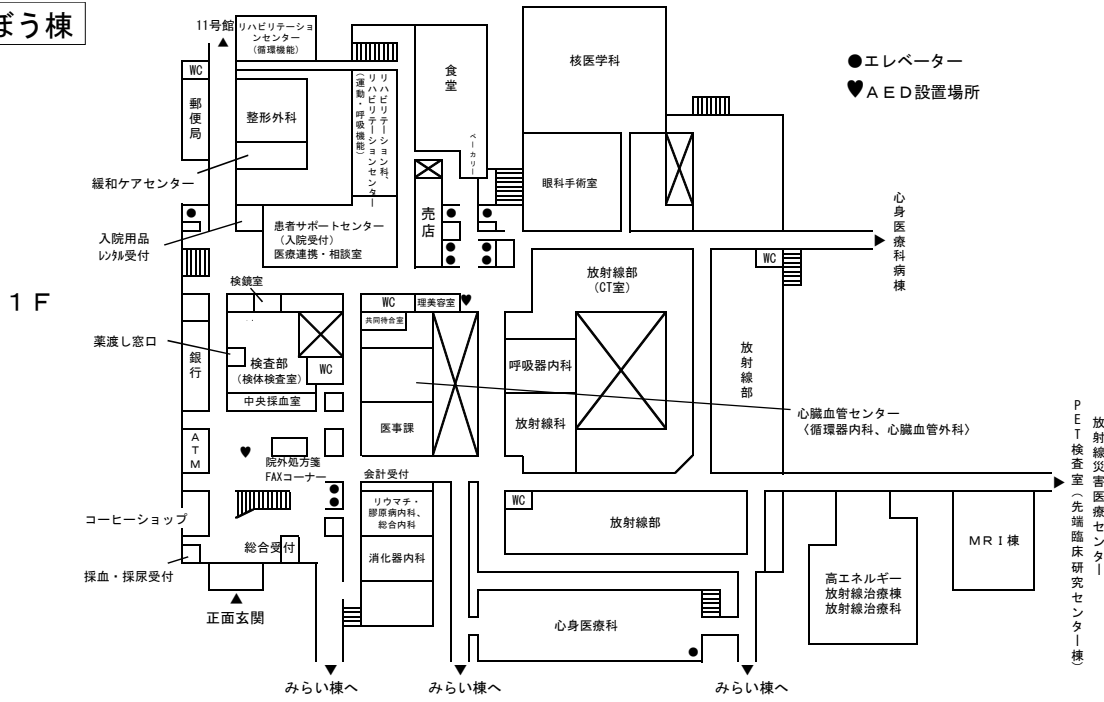 ぼう棟
11号館
リハビリテーショ
ンセンター
(循環機能)
WC
郵便局
整形外科
リハビリテーション科、
リハビリテーションセンター
(運動・呼吸機能)
食堂
ベーカリー
核医学科
●エレベーター
♥ＡＥＤ設置場所
緩和ケアセンター
眼科手術室
入院用品
ﾚﾝﾀﾙ受付
患者サポートセンター
(入院受付)
医療連携・相談室
売店
心身医療科病棟
1 F
検鏡室
WC
理美容室
共同待合室
放射線部
(CT室)
WC
薬渡し窓口
銀行
検査部
(検体検査室)
WC
中央採血室
呼吸器内科
放射線部
医事課
放射線科
心臓血管センター
〈循環器内科、心臓血管外科〉
ATM
院外処方箋
FAXコーナー
会計受付
リウマチ・
膠原病内科、
総合内科
WC
放射線部
コーヒーショップ
総合受付
消化器内科
採血・採尿受付
正面玄関
心身医療科
高エネルギー
放射線治療棟
放射線治療科
ＭＲＩ棟
放射線災害医療センター
PET検査室(先端臨床研究センター棟)
みらい棟へ
みらい棟へ
みらい棟へ